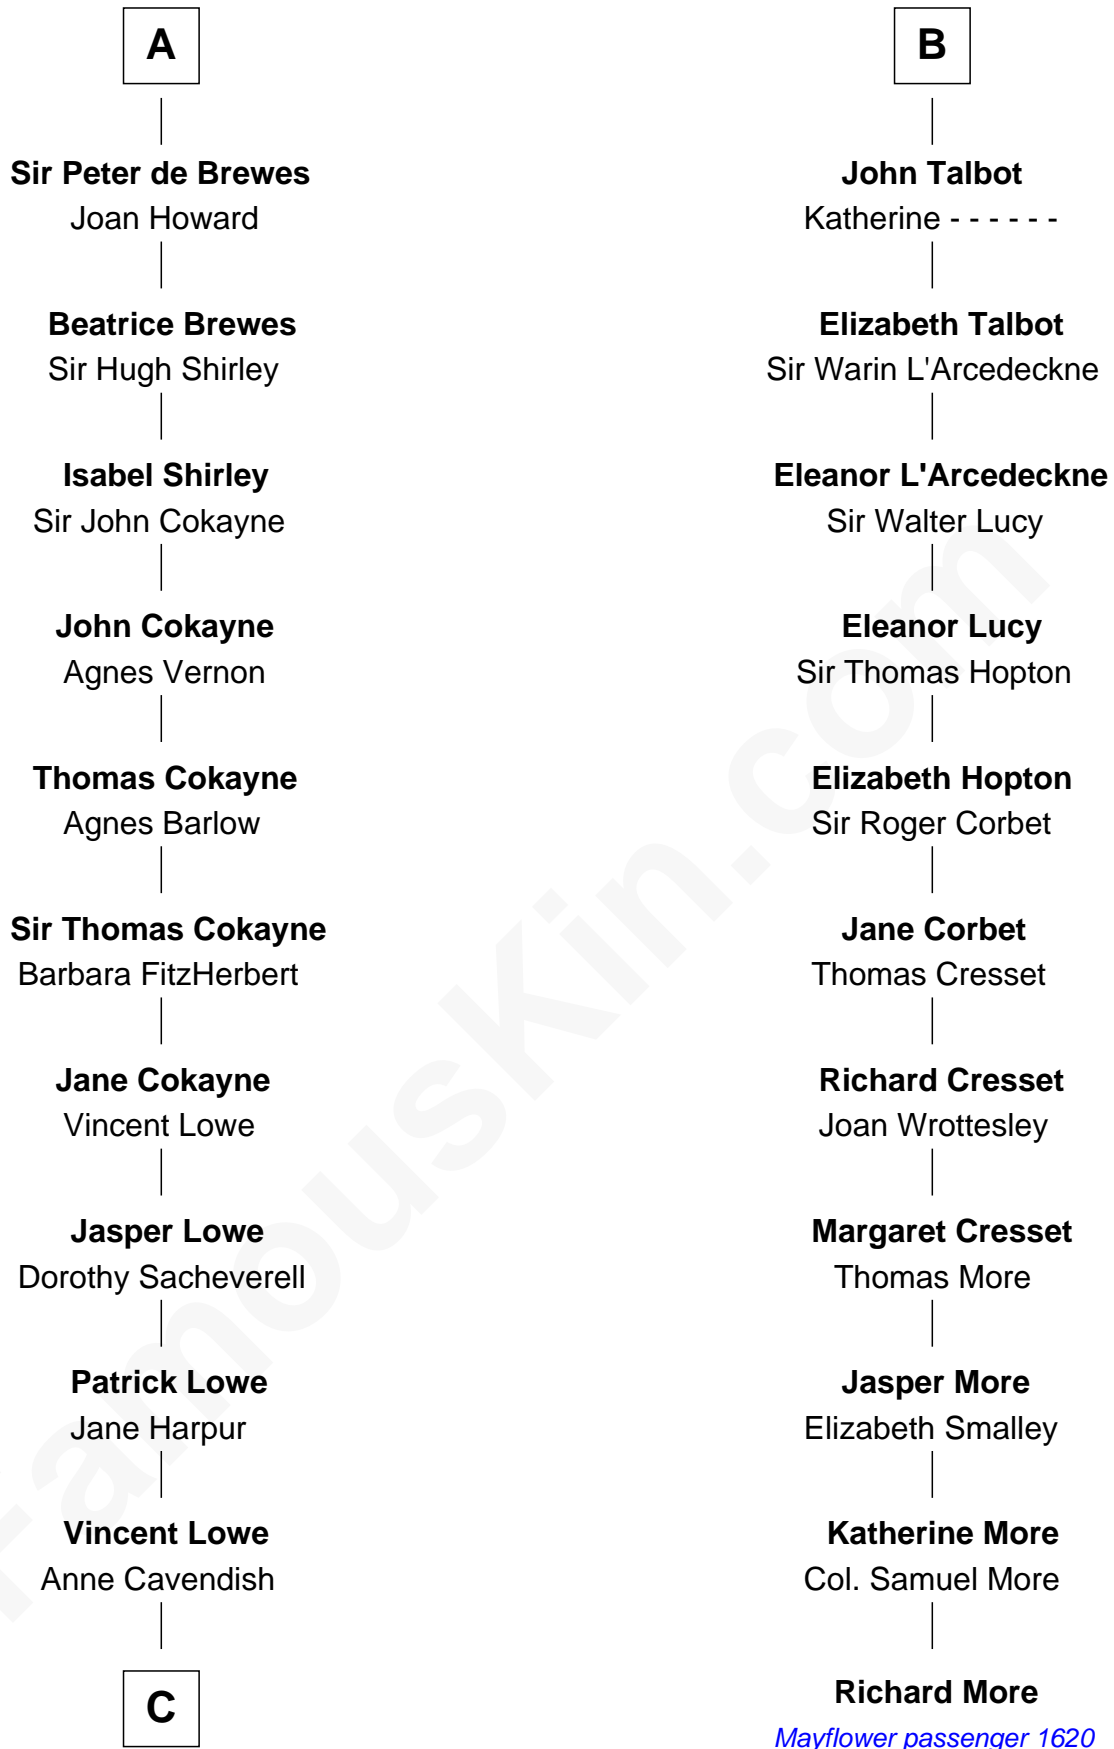 A
Sir Peter de Brewes
Joan Howard
Beatrice Brewes
Sir Hugh Shirley
Isabel Shirley
Sir John Cokayne
John Cokayne
Agnes Vernon
Thomas Cokayne
Agnes Barlow
Sir Thomas Cokayne
Barbara FitzHerbert
Jane Cokayne
Vincent Lowe
Jasper Lowe
Dorothy Sacheverell
Patrick Lowe
Jane Harpur
Vincent Lowe
Anne Cavendish
C
B
John Talbot
Katherine - - - - - -
Elizabeth Talbot
Sir Warin L'Arcedeckne
Eleanor L'Arcedeckne
Sir Walter Lucy
Eleanor Lucy
Sir Thomas Hopton
Elizabeth Hopton
Sir Roger Corbet
Jane Corbet
Thomas Cresset
Richard Cresset
Joan Wrottesley
Margaret Cresset
Thomas More
Jasper More
Elizabeth Smalley
Katherine More
Col. Samuel More
Richard More
Mayflower passenger 1620
FamousKin.com